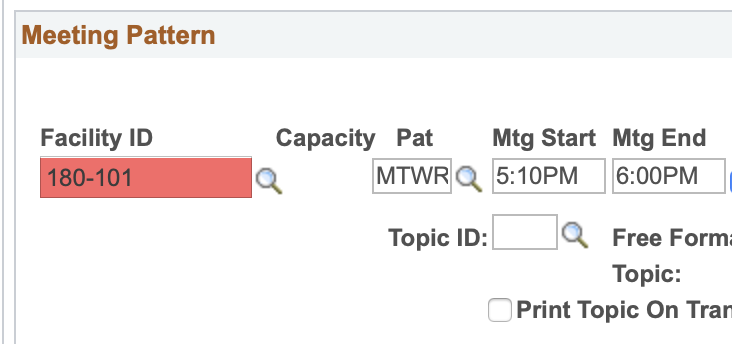 Meeting Pattern
Facility ID Capacity Pat Mtg Start Mtg End
180-101 MTWR 5:10PM 6:00PM
Topic ID: Free Forma
Topic:
Print Topic On Tran